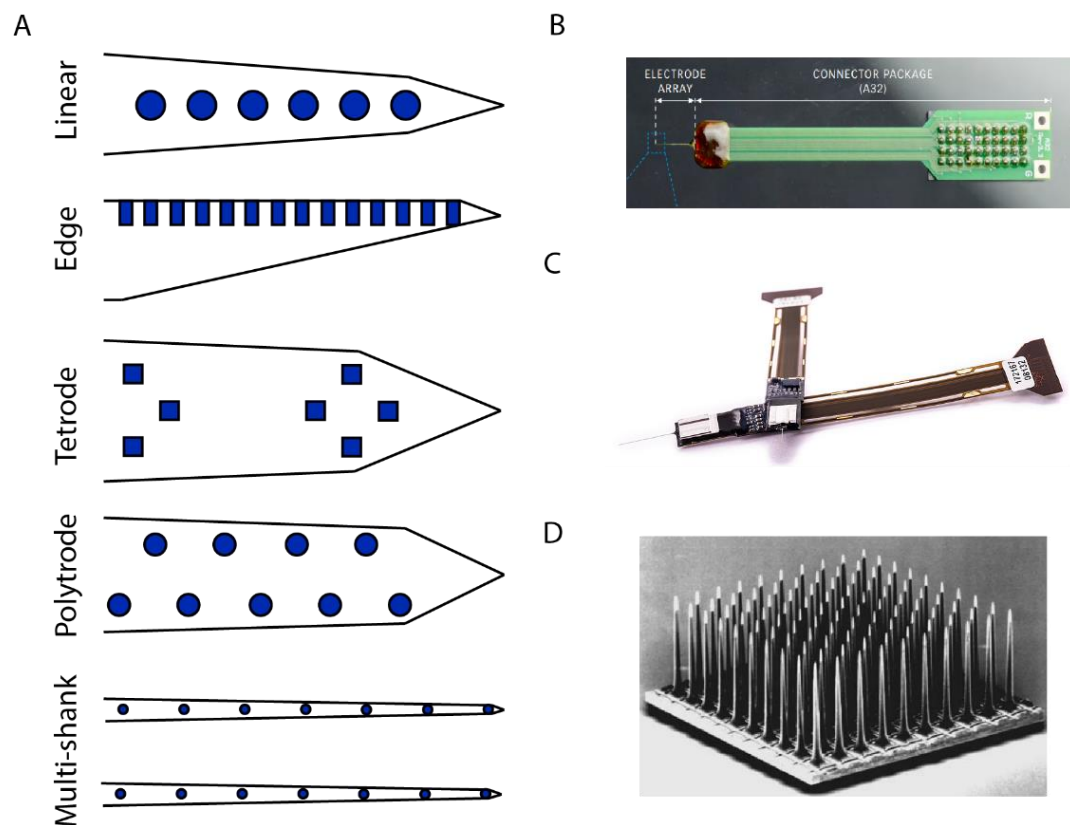 A
Linear
Edge
Tetrode
Polytrode
Multi-shank
B
ELECTRODE
ARRAY
CONNECTOR PACKAGE
(A32)
C
D